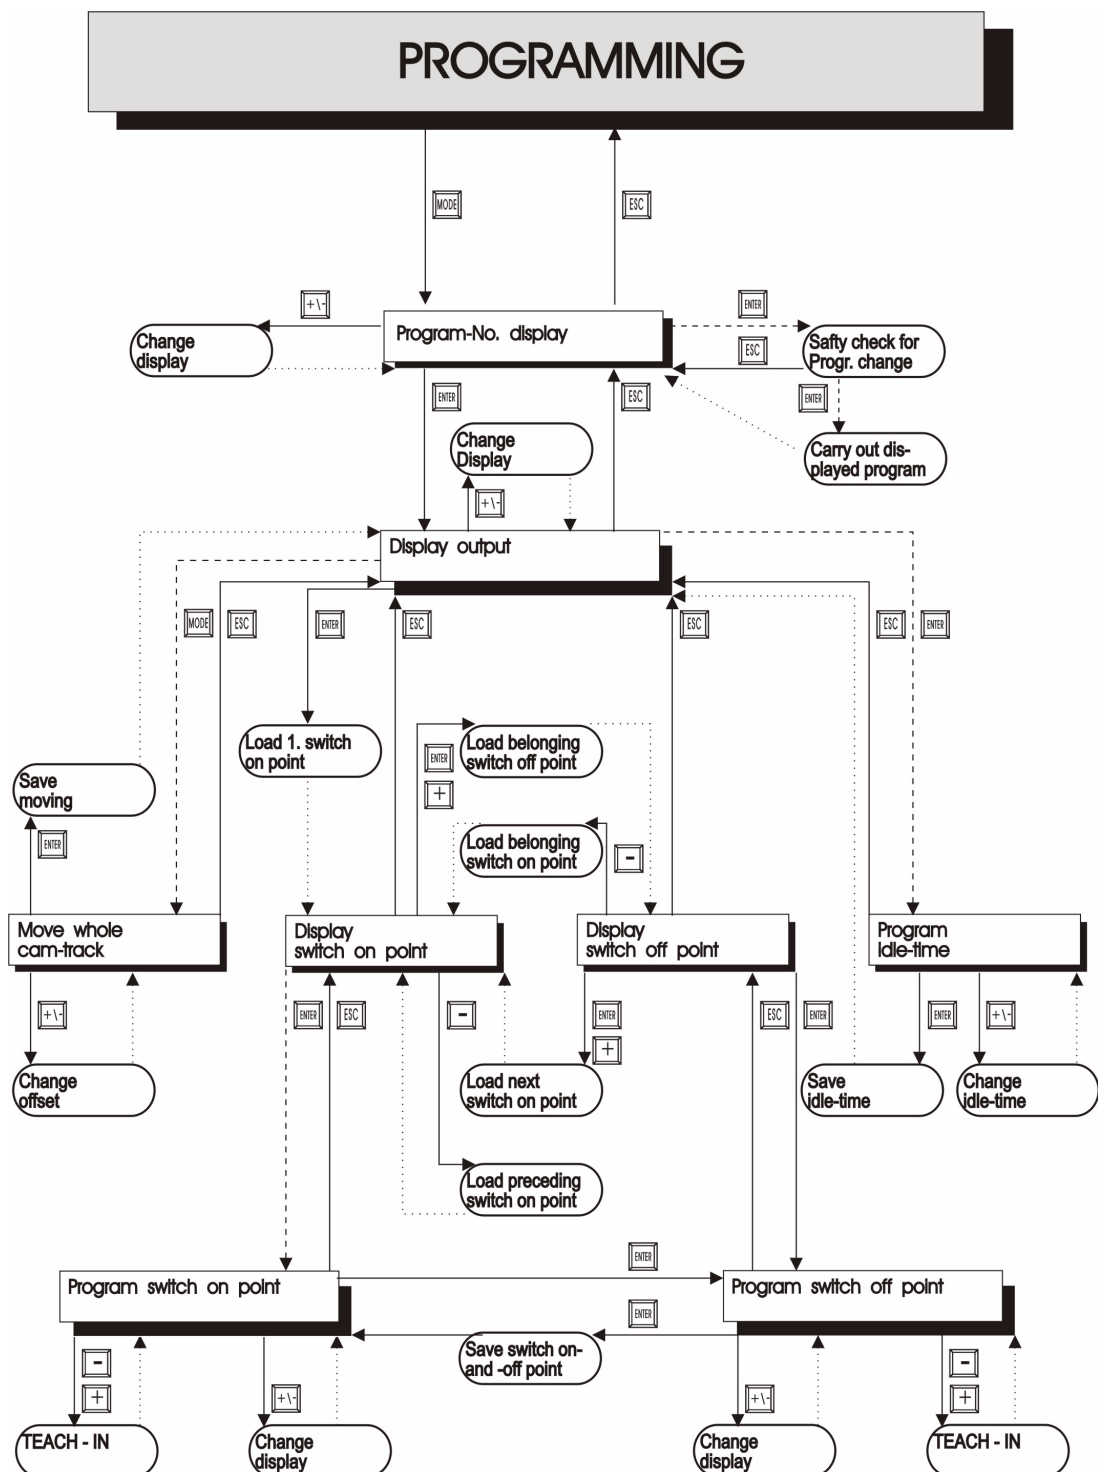 PROGRAMMING
MODE
ESC
+\-
ENTER
Program-No. display
Change
display
Safty check for
Progr. change
ESC
ENTER
ESC
ENTER
Change
Display
Carry out dis-
played program
+\-
Display output
MODE
ESC
ENTER
ESC
ESC
ESC
ENTER
Load 1. switch
on point
Load belonging
switch off point
ENTER
+
Save
moving
Load belonging
switch on point
ENTER
-
Move whole
cam-track
Display
switch on point
Display
switch off point
Program
idle-time
+\-
ENTER
ESC
-
ENTER
+
ESC
ENTER
ENTER
+\-
Change
offset
Load next
switch on point
Save
idle-time
Change
idle-time
Load preceding
switch on point
ENTER
Program switch on point
Program switch off point
ENTER
Save switch on-
and -off point
-
+
+\-
+\-
-
+
TEACH - IN
Change
display
Change
display
TEACH - IN